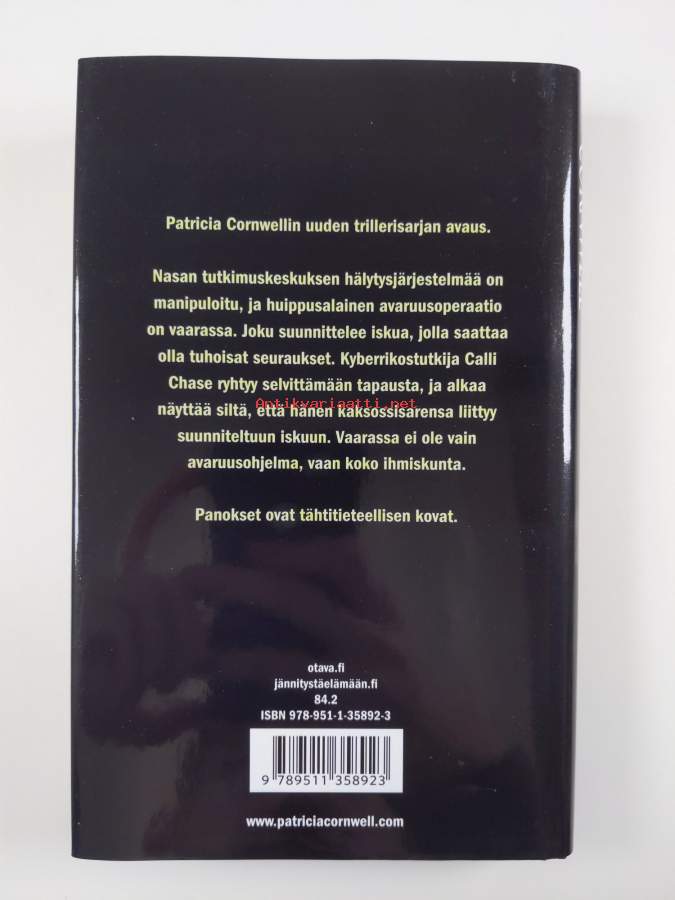 Patricia Cornwellin uuden trillerisarjan avaus.
Nasan tutkimuskeskuksen hälytysjärjestelmää on
manipuloitu, ja huippusalainen avaruusoperaatio
on vaarassa. Joku suunnittelee iskua, jolla saattaa
olla tuhoisat seuraukset. Kyberrikostutkija Calli
Chase ryhtyy selvittämään tapausta, ja alkaa
Antikvariaatti.net
näyttää siltä, että hänen kaksossisarensa liittyy
suunniteltuun iskuun. Vaarassa ei ole vain
avaruusohjelma, vaan koko ihmiskunta.
Panokset ovat tähtitieteellisen kovat.
otava.fi
jännitystäelämään.fi
84.2
ISBN 978-951-1-35892-3
9 789511 358923
www.patriciacornwell.com